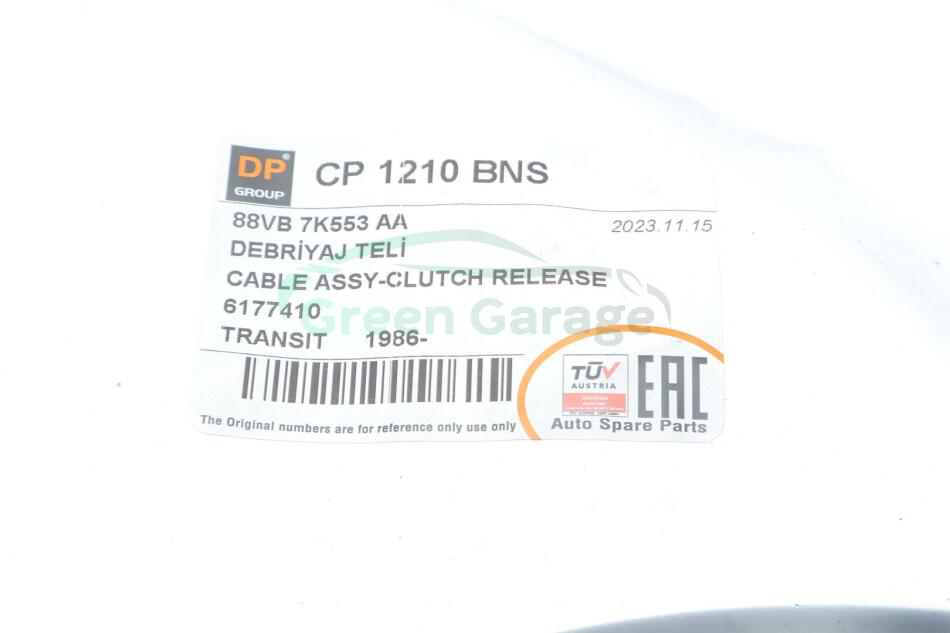 DP®
GROUP
CP 1210 BNS
88VB 7K553 AA
2023.11.15
DEBRİYAJ TELİ
CABLE ASSY-CLUTCH RELEASE
6177410
Green Garage
TRANSIT 1986-
TÜV
AUSTRIA
CERTIFIED
EAC
The Original numbers are for reference only use only
Auto Spare Parts